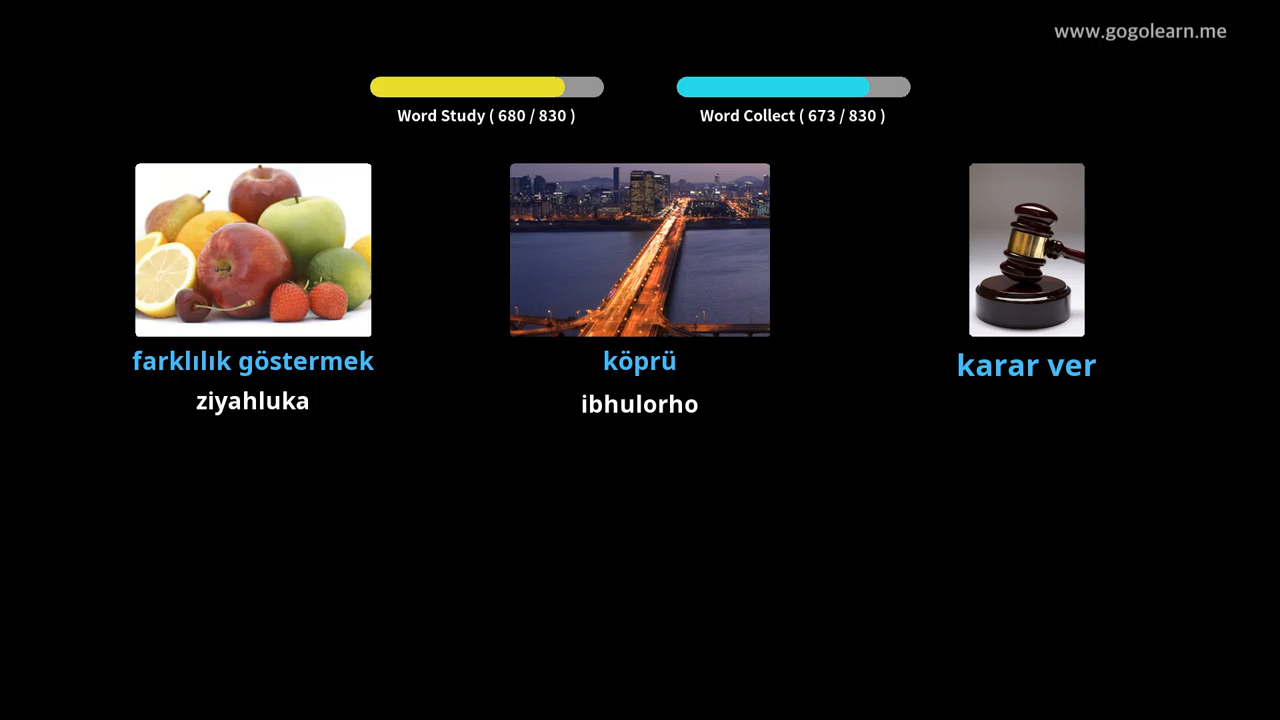 www.gogolearn.me
Word Study ( 680 / 830 )
Word Collect ( 673 / 830 )
farklılık göstermek
köprü
karar ver
ziyahluka
ibhulorho